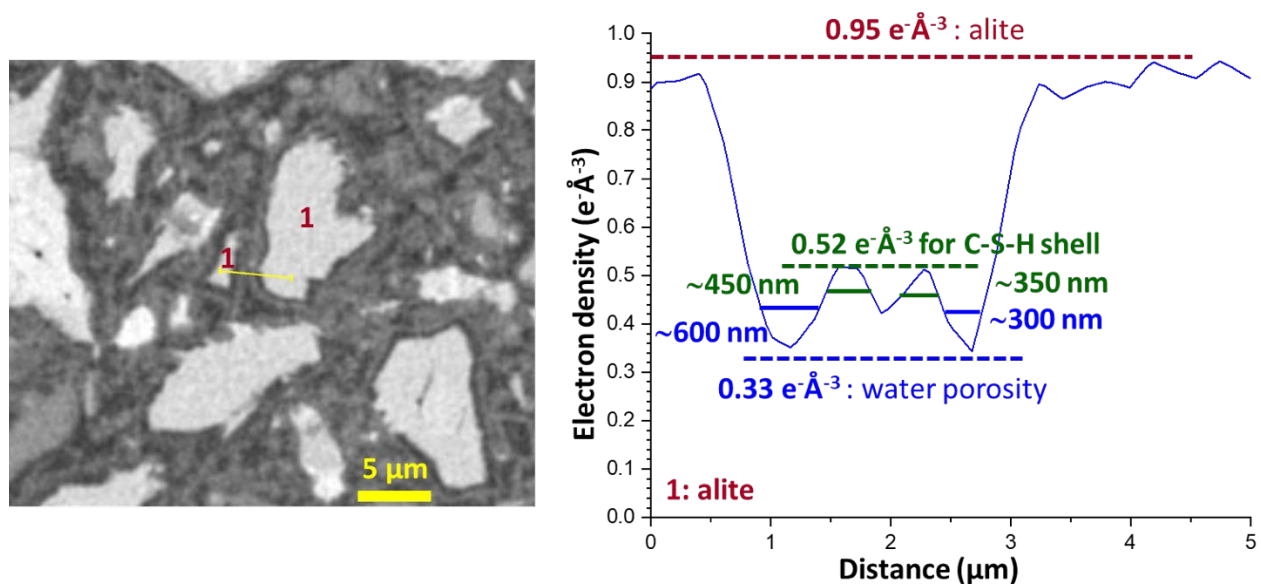 1
1
5 µm
0.95 e⁻Å⁻³ : alite
0.52 e⁻Å⁻³ for C-S-H shell
~450 nm
~350 nm
~600 nm
~300 nm
0.33 e⁻Å⁻³ : water porosity
1: alite
Electron density (e⁻Å⁻³)
1.0
0.9
0.8
0.7
0.6
0.5
0.4
0.3
0.2
0.1
0.0
0
1
2
3
4
5
Distance (µm)